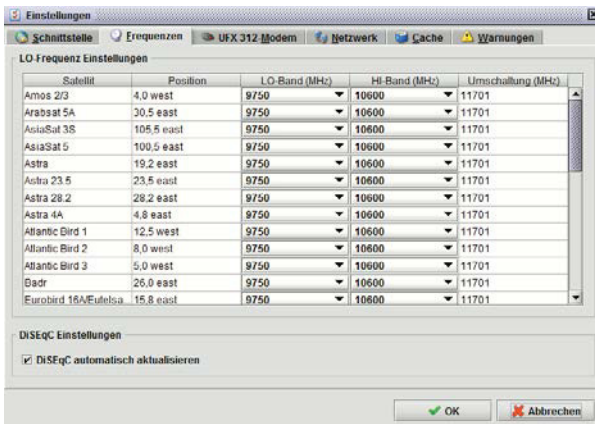 Einstellungen
Schnittstelle Frequenzen UFX 312-Modem Netzwerk Cache Warnungen
LO-Frequenz Einstellungen
Satellit Position LO-Band (MHz) HI-Band (MHz) Umschaltung (MHz)
Amos 2/3 4,0 west 9750 10600 11701
Arabsat 5A 30,5 east 9750 10600 11701
AsiaSat 3S 105,5 east 9750 10600 11701
AsiaSat 5 100,5 east 9750 10600 11701
Astra 19,2 east 9750 10600 11701
Astra 23.5 23,5 east 9750 10600 11701
Astra 28.2 28,2 east 9750 10600 11701
Astra 4A 4,8 east 9750 10600 11701
Atlantic Bird 1 12,5 west 9750 10600 11701
Atlantic Bird 2 8,0 west 9750 10600 11701
Atlantic Bird 3 5,0 west 9750 10600 11701
Badr 26,0 east 9750 10600 11701
Eurobird 16A/Eutelsa... 15,8 east 9750 10600 11701
DiSEqC Einstellungen
DiSEqC automatisch aktualisieren
OK Abbrechen